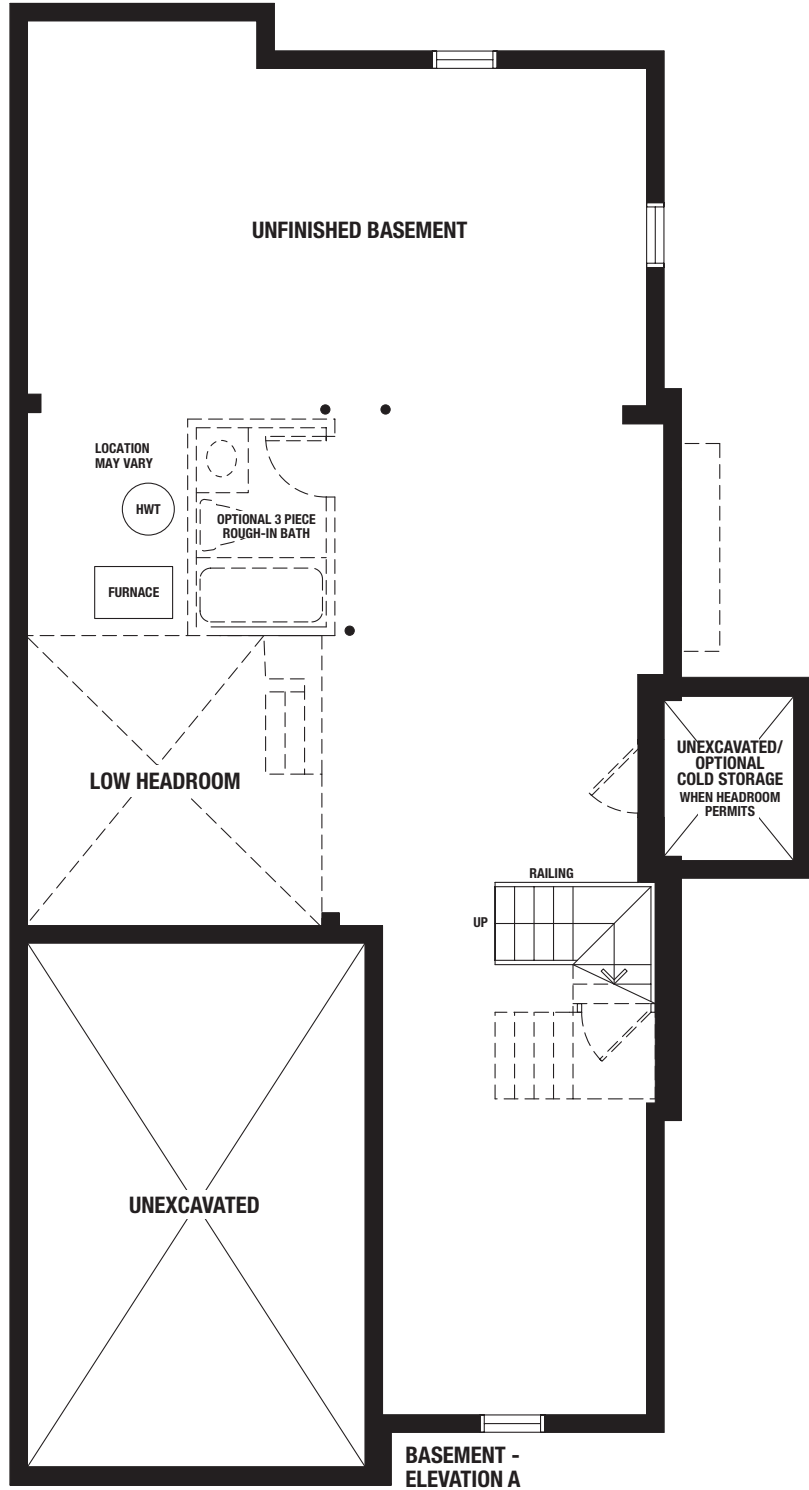 UNFINISHED BASEMENT
LOCATION
MAY VARY
HWT
OPTIONAL 3 PIECE
ROUGH-IN BATH
FURNACE
LOW HEADROOM
UNEXCAVATED/
OPTIONAL
COLD STORAGE
WHEN HEADROOM
PERMITS
RAILING
UP
UNEXCAVATED
BASEMENT -
ELEVATION A